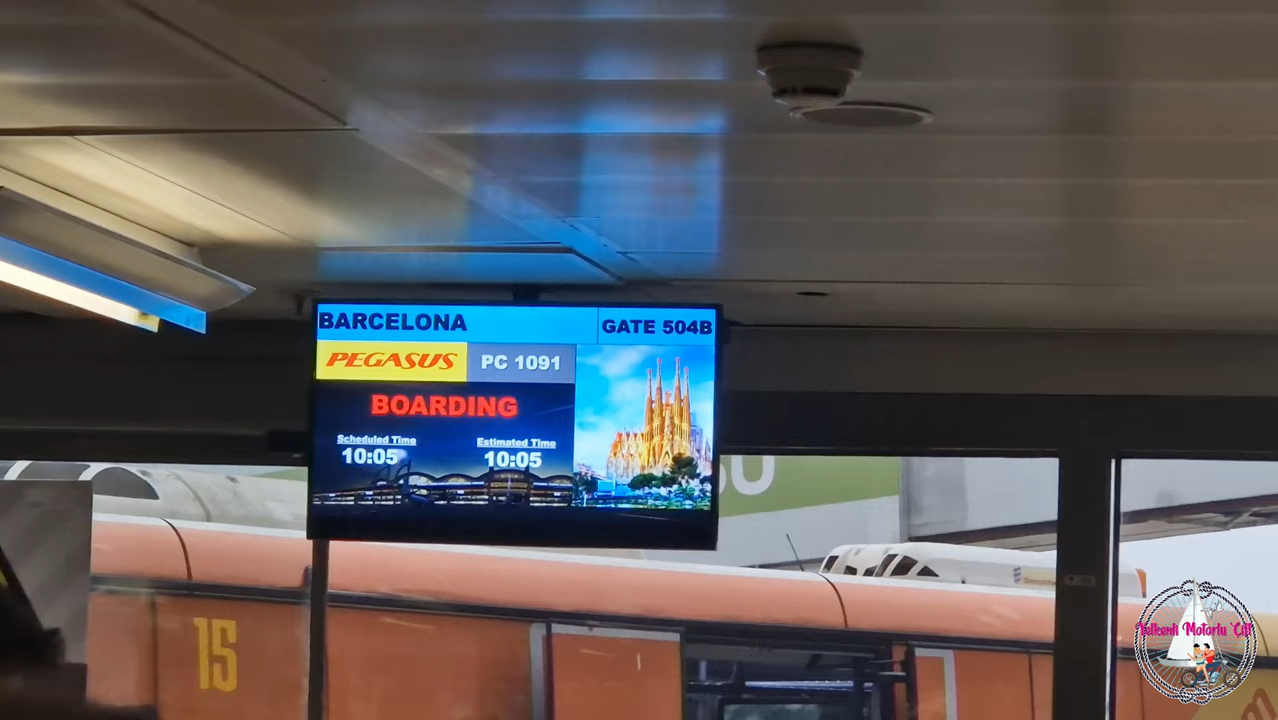 BARCELONA
GATE 504B
PEGASUS
PC 1091
BOARDING
Scheduled Time
10:05
Estimated Time
10:05
15
Yelkenli Motorlu Çift